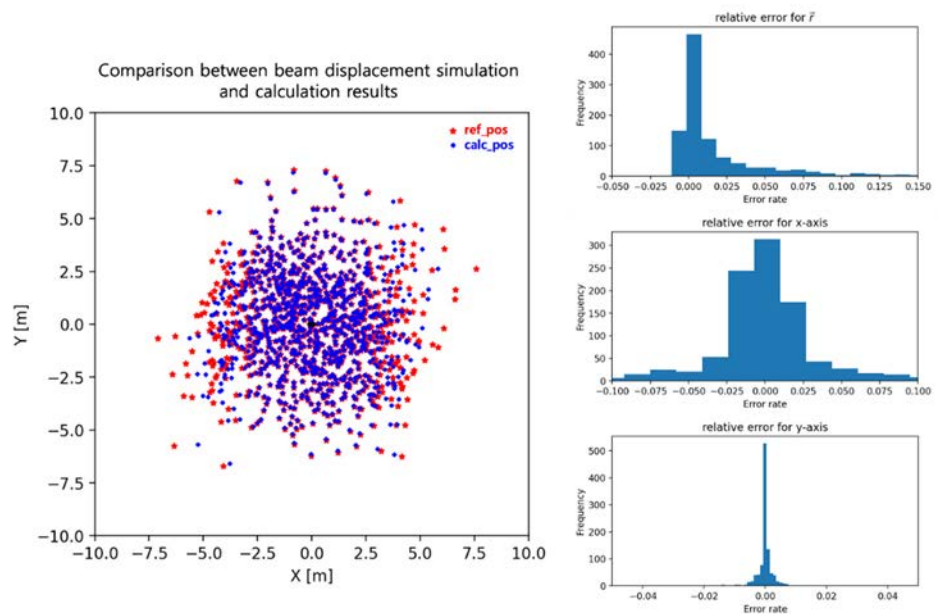 Comparison between beam displacement simulation
and calculation results
ref_pos
calc_pos
10.0
7.5
5.0
2.5
0.0
−2.5
−5.0
−7.5
−10.0
Y [m]
−10.0 −7.5 −5.0 −2.5 0.0 2.5 5.0 7.5 10.0
X [m]
relative error for r⃗
400
300
200
100
0
Frequency
−0.050 −0.025 0.000 0.025 0.050 0.075 0.100 0.125 0.150
Error rate
relative error for x-axis
300
250
200
150
100
50
0
Frequency
−0.100 −0.075 −0.050 −0.025 0.000 0.025 0.050 0.075 0.100
Error rate
relative error for y-axis
500
400
300
200
100
0
Frequency
−0.04 −0.02 0.00 0.02 0.04
Error rate